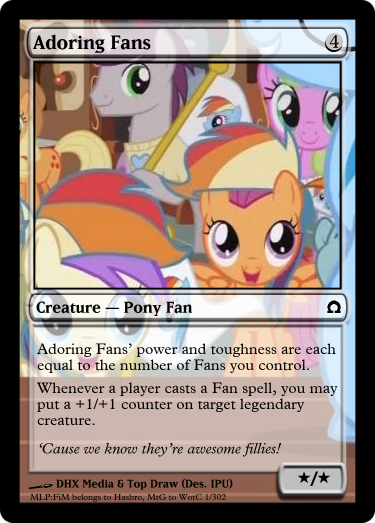 Adoring Fans 4
Creature — Pony Fan Ω
Adoring Fans' power and toughness are each
equal to the number of Fans you control.
Whenever a player casts a Fan spell, you may
put a +1/+1 counter on target legendary
creature.
‘Cause we know they're awesome fillies!
DHX Media & Top Draw (Des. IPU)
MLP:FiM belongs to Hasbro, MtG to WotC 1/302
★/★